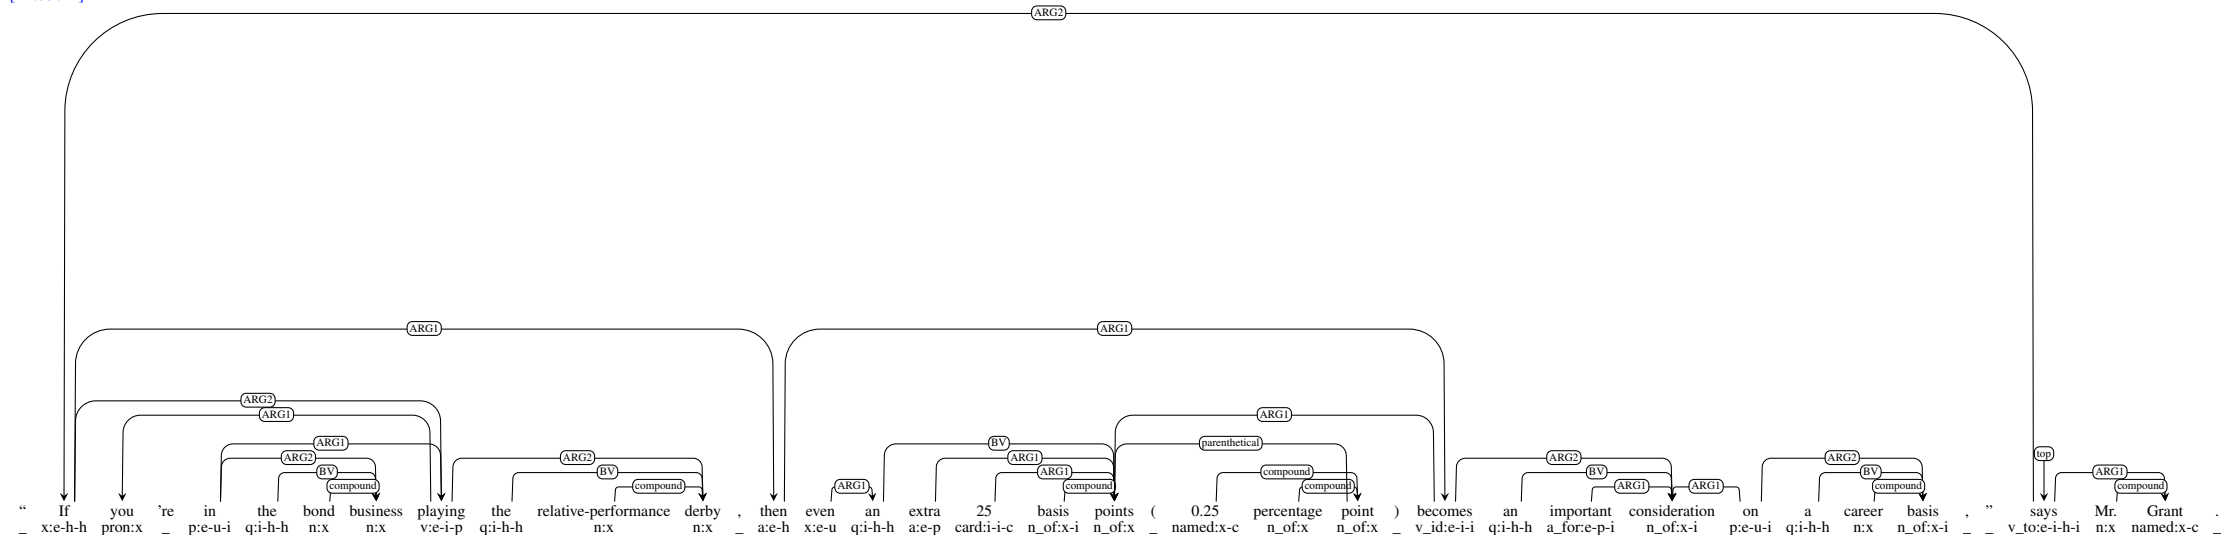 ARG2
ARG1 ARG1
ARG2
ARG1 ARG1
ARG1 BV parenthetical top
ARG2 ARG2 ARG1 ARG2 ARG2
BV BV ARG1 compound BV BV ARG1
compound compound ARG1 compound compound ARG1 ARG1 compound compound
“ If you ’re in the bond business playing the relative-performance derby , then even an extra 25 basis points ( 0.25 percentage point ) becomes an important consideration on a career basis , ” says Mr. Grant .
_ x:e-h-h pron:x _ p:e-u-i q:i-h-h n:x n:x v:e-i-p q:i-h-h n:x n:x _ a:e-h x:e-u q:i-h-h a:e-p card:i-i-c n_of:x-i n_of:x _ named:x-c n_of:x n_of:x _ v_id:e-i-i q:i-h-h a_for:e-p-i n_of:x-i p:e-u-i q:i-h-h n:x n_of:x-i _ _ v_to:e-i-h-i n:x named:x-c _